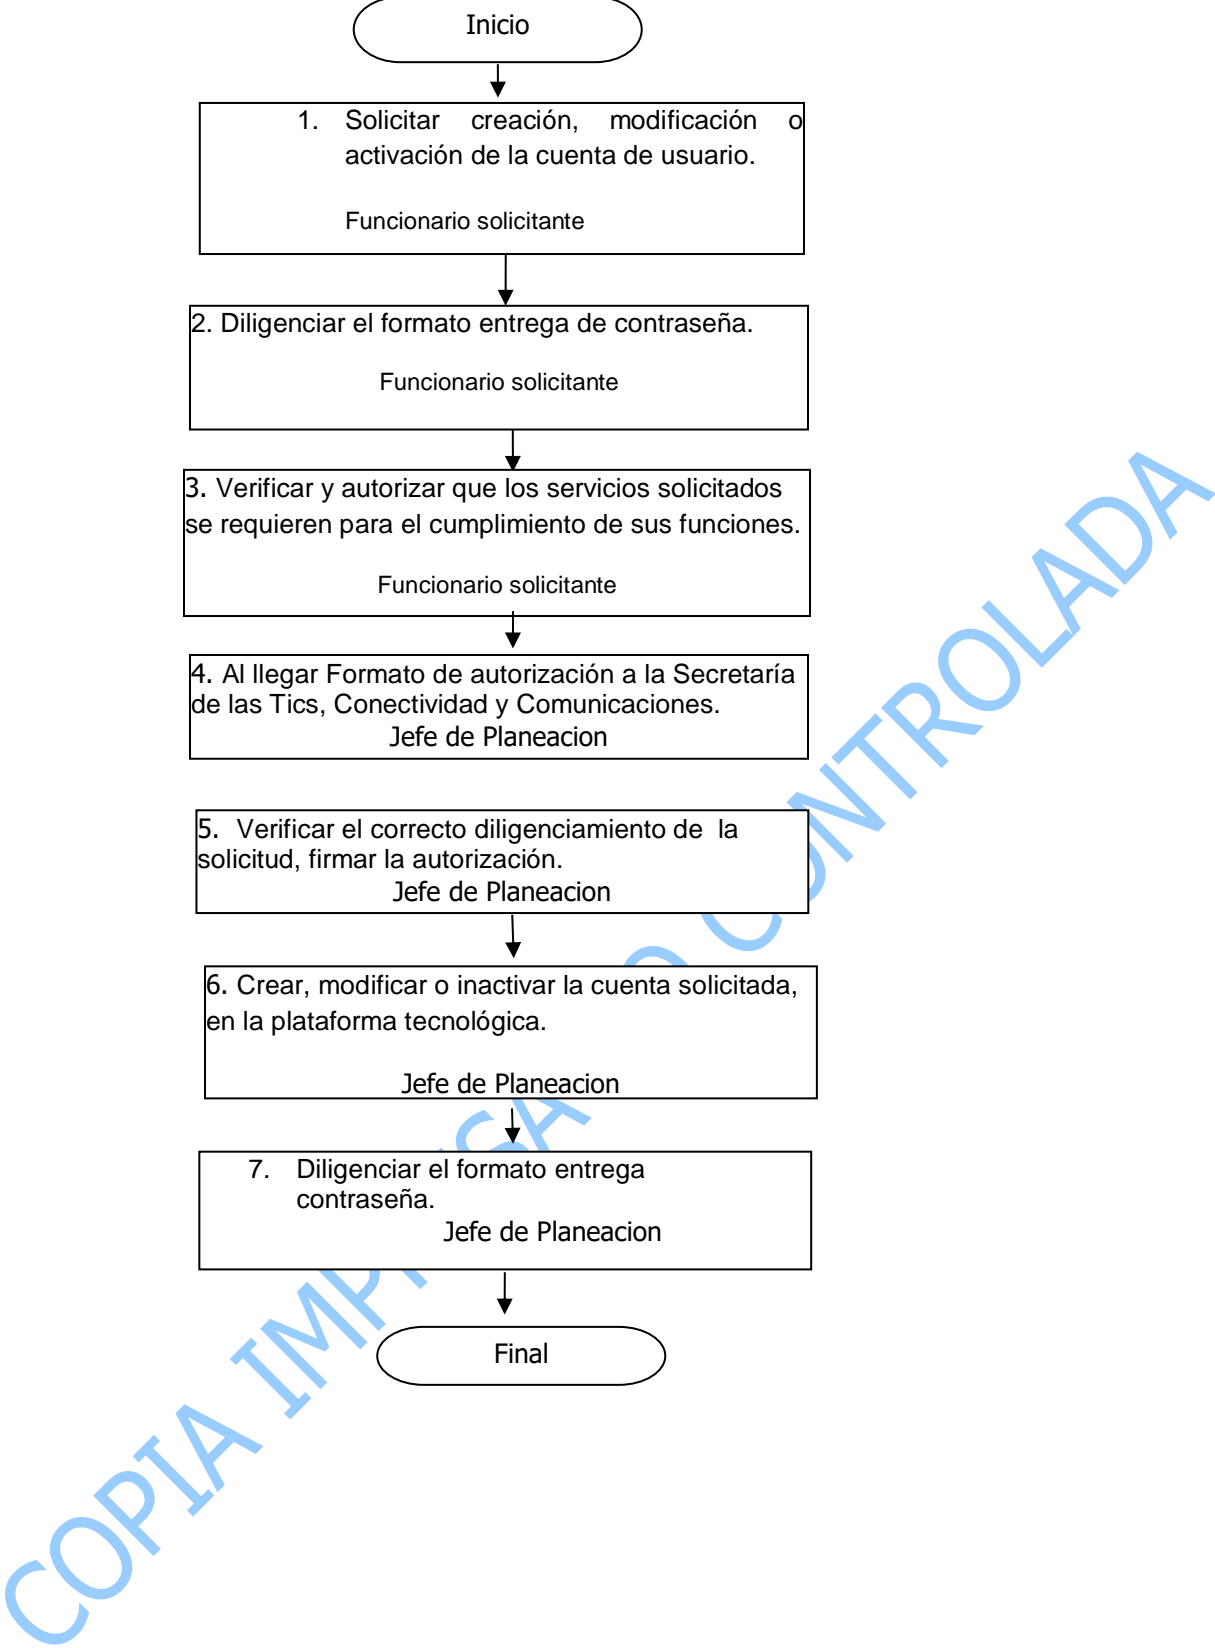 Inicio
1. Solicitar creación, modificación o
activación de la cuenta de usuario.
Funcionario solicitante
2. Diligenciar el formato entrega de contraseña.
Funcionario solicitante
3. Verificar y autorizar que los servicios solicitados
se requieren para el cumplimiento de sus funciones.
Funcionario solicitante
4. Al llegar Formato de autorización a la Secretaría
de las Tics, Conectividad y Comunicaciones.
Jefe de Planeacion
5. Verificar el correcto diligenciamiento de la
solicitud, firmar la autorización.
Jefe de Planeacion
6. Crear, modificar o inactivar la cuenta solicitada,
en la plataforma tecnológica.
Jefe de Planeacion
7. Diligenciar el formato entrega
contraseña.
Jefe de Planeacion
Final
COPIA IMPRESA NO CONTROLADA